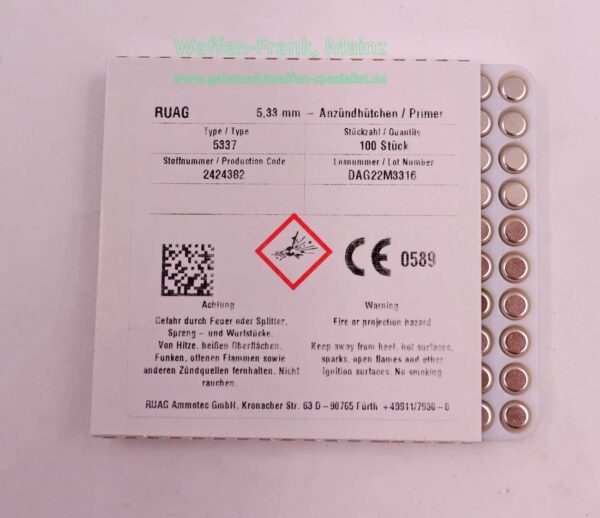 Waffen-Frank, Mainz
www.gebrauchtwaffen-spezialist.de
RUAG 5,33 mm – Anzündhütchen / Primer
Type / Type Stückzahl / Quantity
5337 100 Stück
Stoffnummer / Production Code Losnummer / Lot Number
2424382 DAG22M3316
CE 0589
Achtung
Gefahr durch Feuer oder Splitter,
Spreng – und Wurfstücke.
Von Hitze, heißen Oberflächen,
Funken, offenen Flammen sowie
anderen Zündquellen fernhalten. Nicht
rauchen.
Warning
Fire or projection hazard
Keep away from heet, hot surfaces,
sparks, open flames and other
ignition surfaces. No smoking
RUAG Ammotec GmbH, Kronacher Str. 63 D – 90765 Fürth +49911/7936 – 0